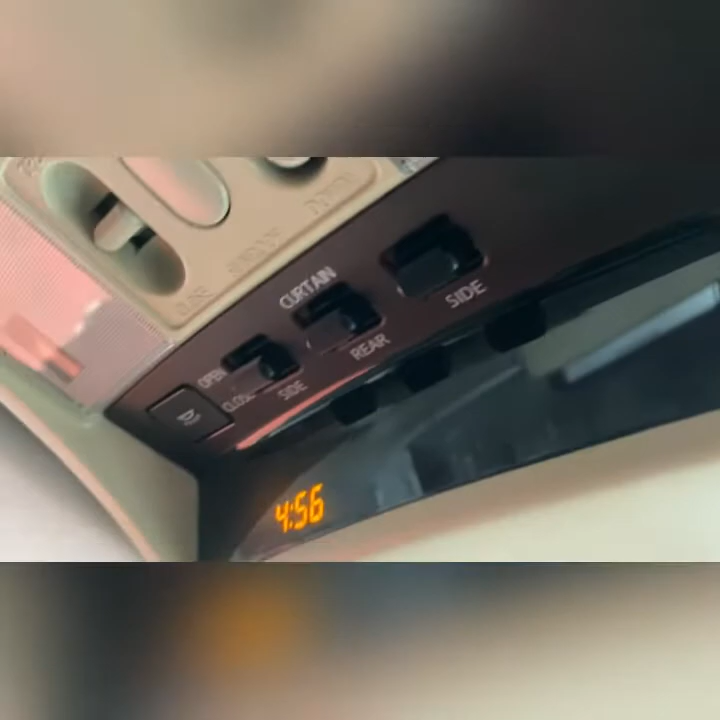 CURTAIN
SIDE
REAR
OPEN
CLOSE
SIDE
4:56